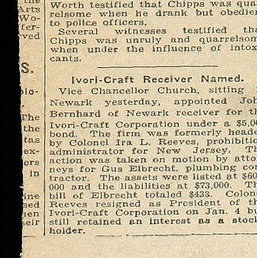 Worth testified that Chipps was qua
relsome when he drank but obedie
to police officers.
Several witnesses testified tha
Chipps was unruly and quarrelsom
when under the influence of intox
cants.
Ivori-Craft Receiver Named.
Vice Chancellor Church, sitting
Newark yesterday, appointed Joh
Bernhard of Newark receiver for th
Ivori-Craft Corporation under a $5,00
bond. The firm was formerly heade
by Colonel Ira L. Reeves, prohibitio
administrator for New Jersey. Th
action was taken on motion by atto
neys for Gus Elbrecht, plumbing con
tractor. The assets were listed at $60
000 and the liabilities at $73,000. Th
bill of Elbrecht totaled $433. Colone
Reeves resigned as President of th
Ivori-Craft Corporation on Jan. 4 bu
still retained an interest as a stock
holder.